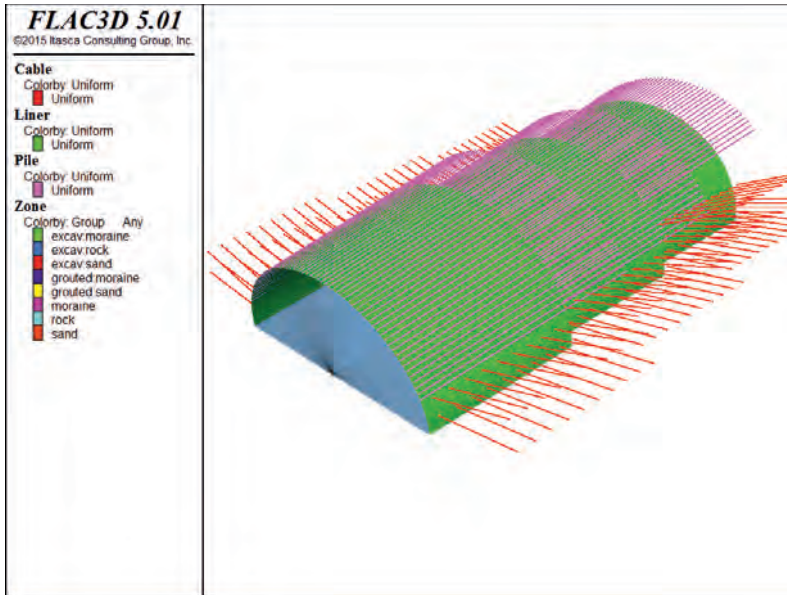 FLAC3D 5.01
©2015 Itasca Consulting Group, Inc.
Cable
Colorby: Uniform
Uniform
Liner
Colorby: Uniform
Uniform
Pile
Colorby: Uniform
Uniform
Zone
Colorby: Group Any
excav:moraine
excav:rock
excav:sand
grouted:moraine
grouted:sand
moraine
rock
sand